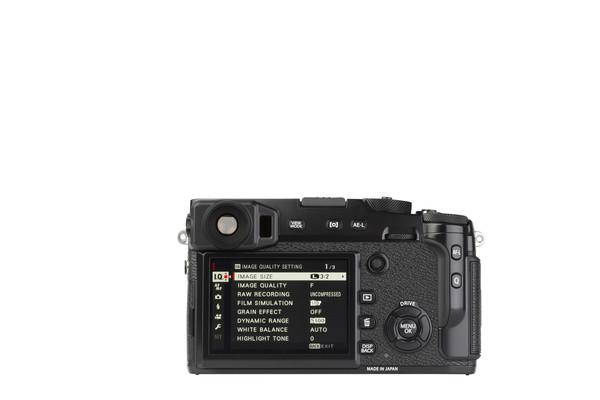 VIEW MODE
AE-L
IMAGE QUALITY SETTING 1/3
I.Q. IMAGE SIZE L 3:2
IMAGE QUALITY F
RAW RECORDING UNCOMPRESSED
FILM SIMULATION
GRAIN EFFECT OFF
DYNAMIC RANGE
WHITE BALANCE AUTO
HIGHLIGHT TONE 0
BACK EXIT
AF-L
Q
DRIVE
MENU
OK
DISP
BACK
MADE IN JAPAN